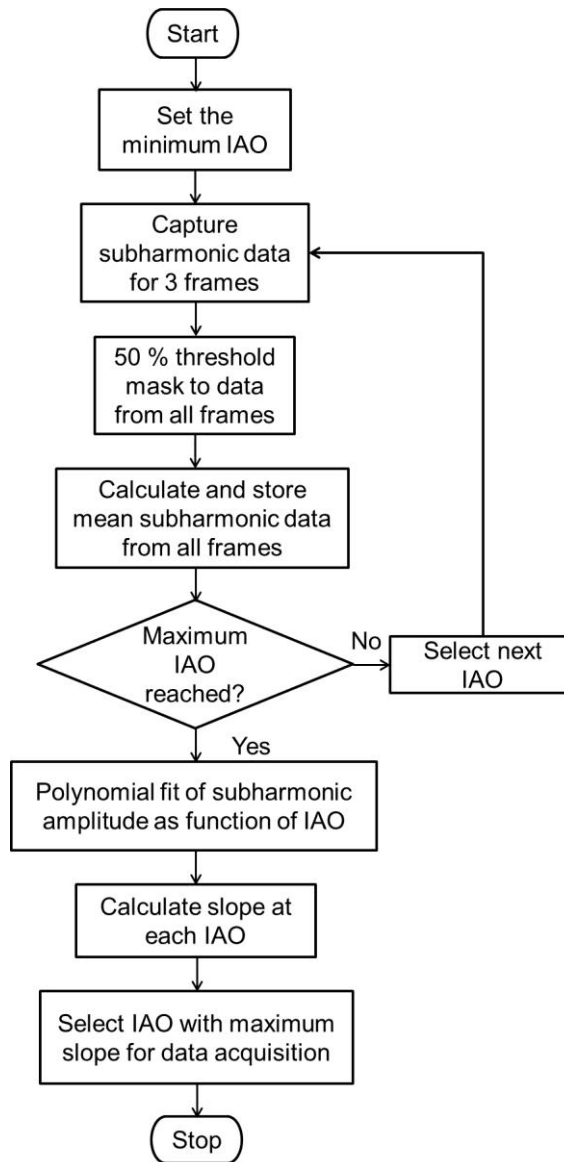 Start
Set the
minimum IAO
Capture
subharmonic data
for 3 frames
50 % threshold
mask to data
from all frames
Calculate and store
mean subharmonic data
from all frames
Maximum
IAO
reached?
No
Select next
IAO
Yes
Polynomial fit of subharmonic
amplitude as function of IAO
Calculate slope at
each IAO
Select IAO with maximum
slope for data acquisition
Stop